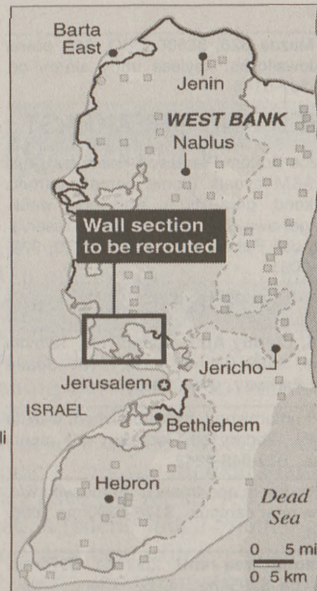 Barta
East
Jenin
WEST BANK
Nablus
Wall section
to be rerouted
Jericho
Jerusalem
ISRAEL
Bethlehem
Hebron
Dead
Sea
0 5 mi
0 5 km